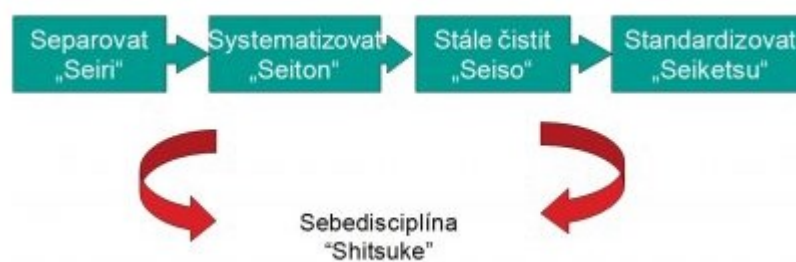 Separovat
„Seiri“
Systematizovat
„Seiton“
Stále čistit
„Seiso“
Standardizovat
„Seiketsu“
Sebedisciplína
“Shitsuke”